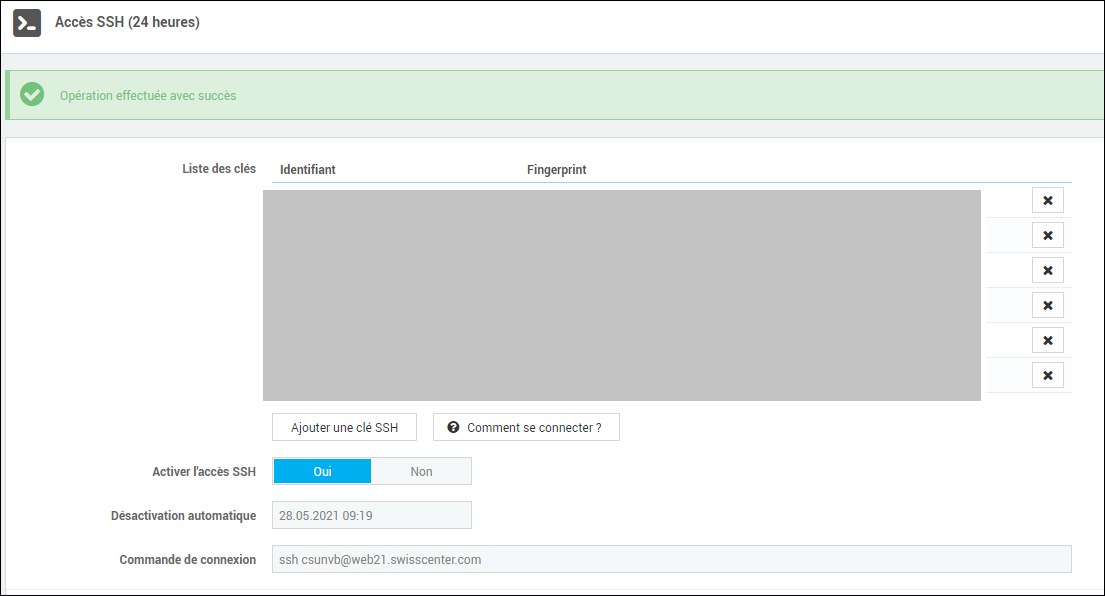 Accès SSH (24 heures)
Opération effectuée avec succès
Liste des clés Identifiant Fingerprint
Ajouter une clé SSH Comment se connecter ?
Activer l'accès SSH Oui Non
Désactivation automatique 28.05.2021 09:19
Commande de connexion ssh csunvb@web21.swisscenter.com